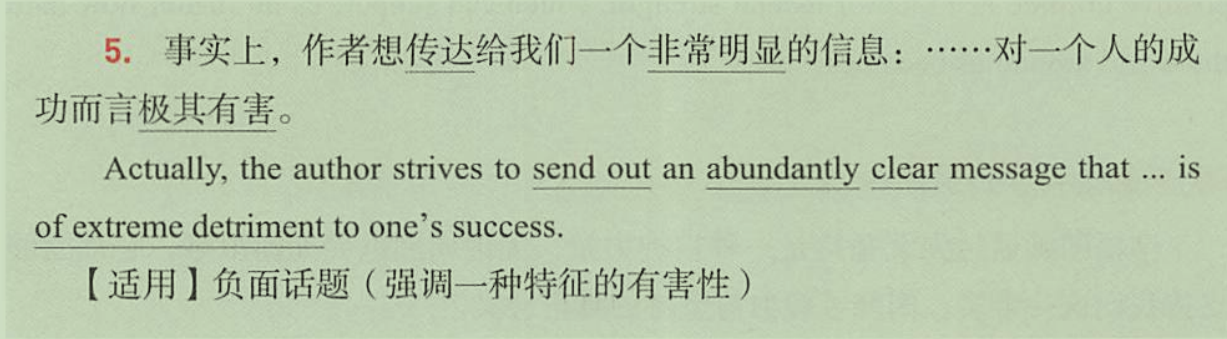 5. 事实上，作者想传达给我们一个非常明显的信息：……对一个人的成
功而言极其有害。
Actually, the author strives to send out an abundantly clear message that ... is
of extreme detriment to one's success.
【适用】负面话题（强调一种特征的有害性）